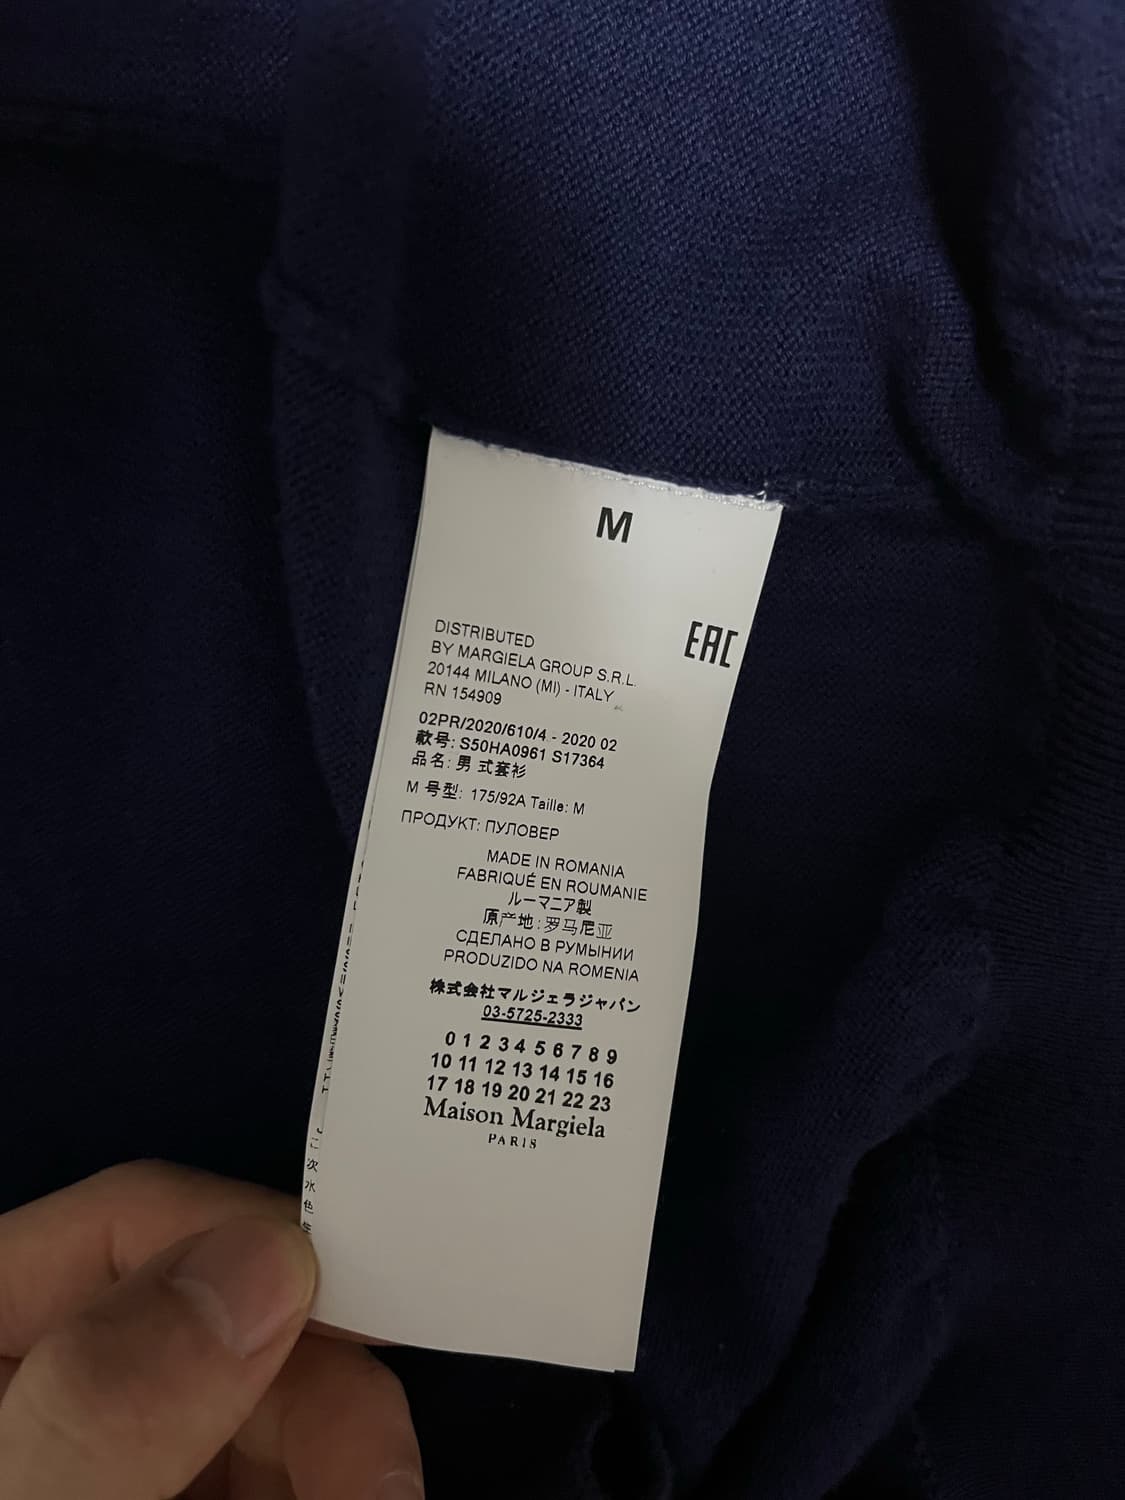 M
EAC
DISTRIBUTED
BY MARGIELA GROUP S.R.L.
20144 MILANO (MI) - ITALY
RN 154909
02PR/2020/610/4 - 2020 02
款号: S50HA0961 S17364
品名: 男 式套衫
M 号型: 175/92A Taille: M
ПРОДУКТ: ПУЛОВЕР
MADE IN ROMANIA
FABRIQUÉ EN ROUMANIE
ルーマニア製
原产地: 罗马尼亚
СДЕЛАНО В РУМЫНИИ
PRODUZIDO NA ROMENIA
株式会社マルジェラジャパン
03-5725-2333
0 1 2 3 4 5 6 7 8 9
10 11 12 13 14 15 16
17 18 19 20 21 22 23
Maison Margiela
PARIS
次
水
色